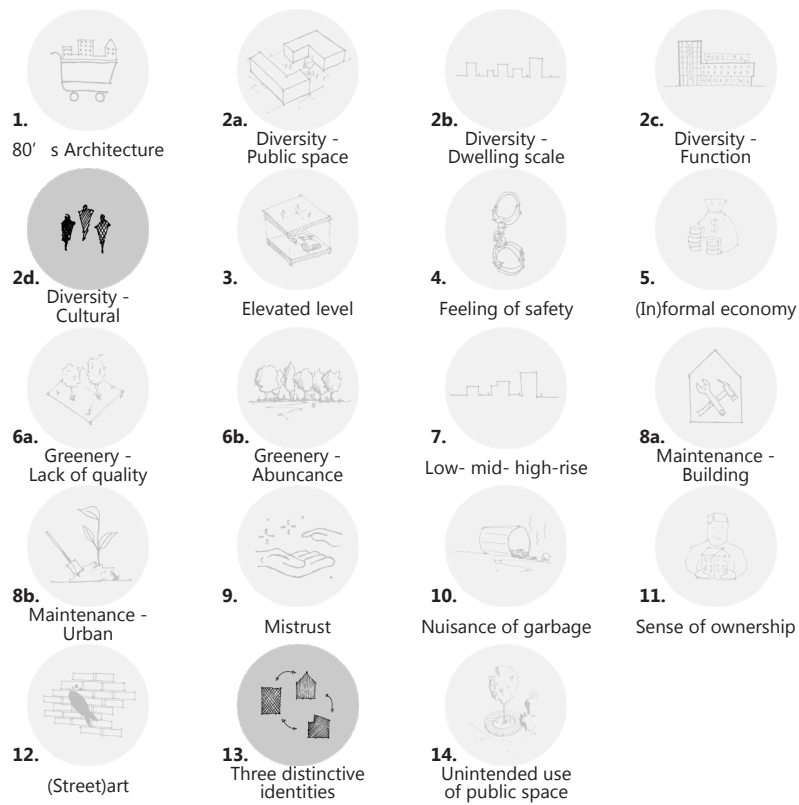 1.
80’ s Architecture
2a.
Diversity -
Public space
2b.
Diversity -
Dwelling scale
2c.
Diversity -
Function
2d.
Diversity -
Cultural
3.
Elevated level
4.
Feeling of safety
$
5.
(In)formal economy
6a.
Greenery -
Lack of quality
6b.
Greenery -
Abuncance
7.
Low- mid- high-rise
8a.
Maintenance -
Building
8b.
Maintenance -
Urban
9.
Mistrust
10.
Nuisance of garbage
11.
Sense of ownership
12.
(Street)art
13.
Three distinctive
identities
14.
Unintended use
of public space